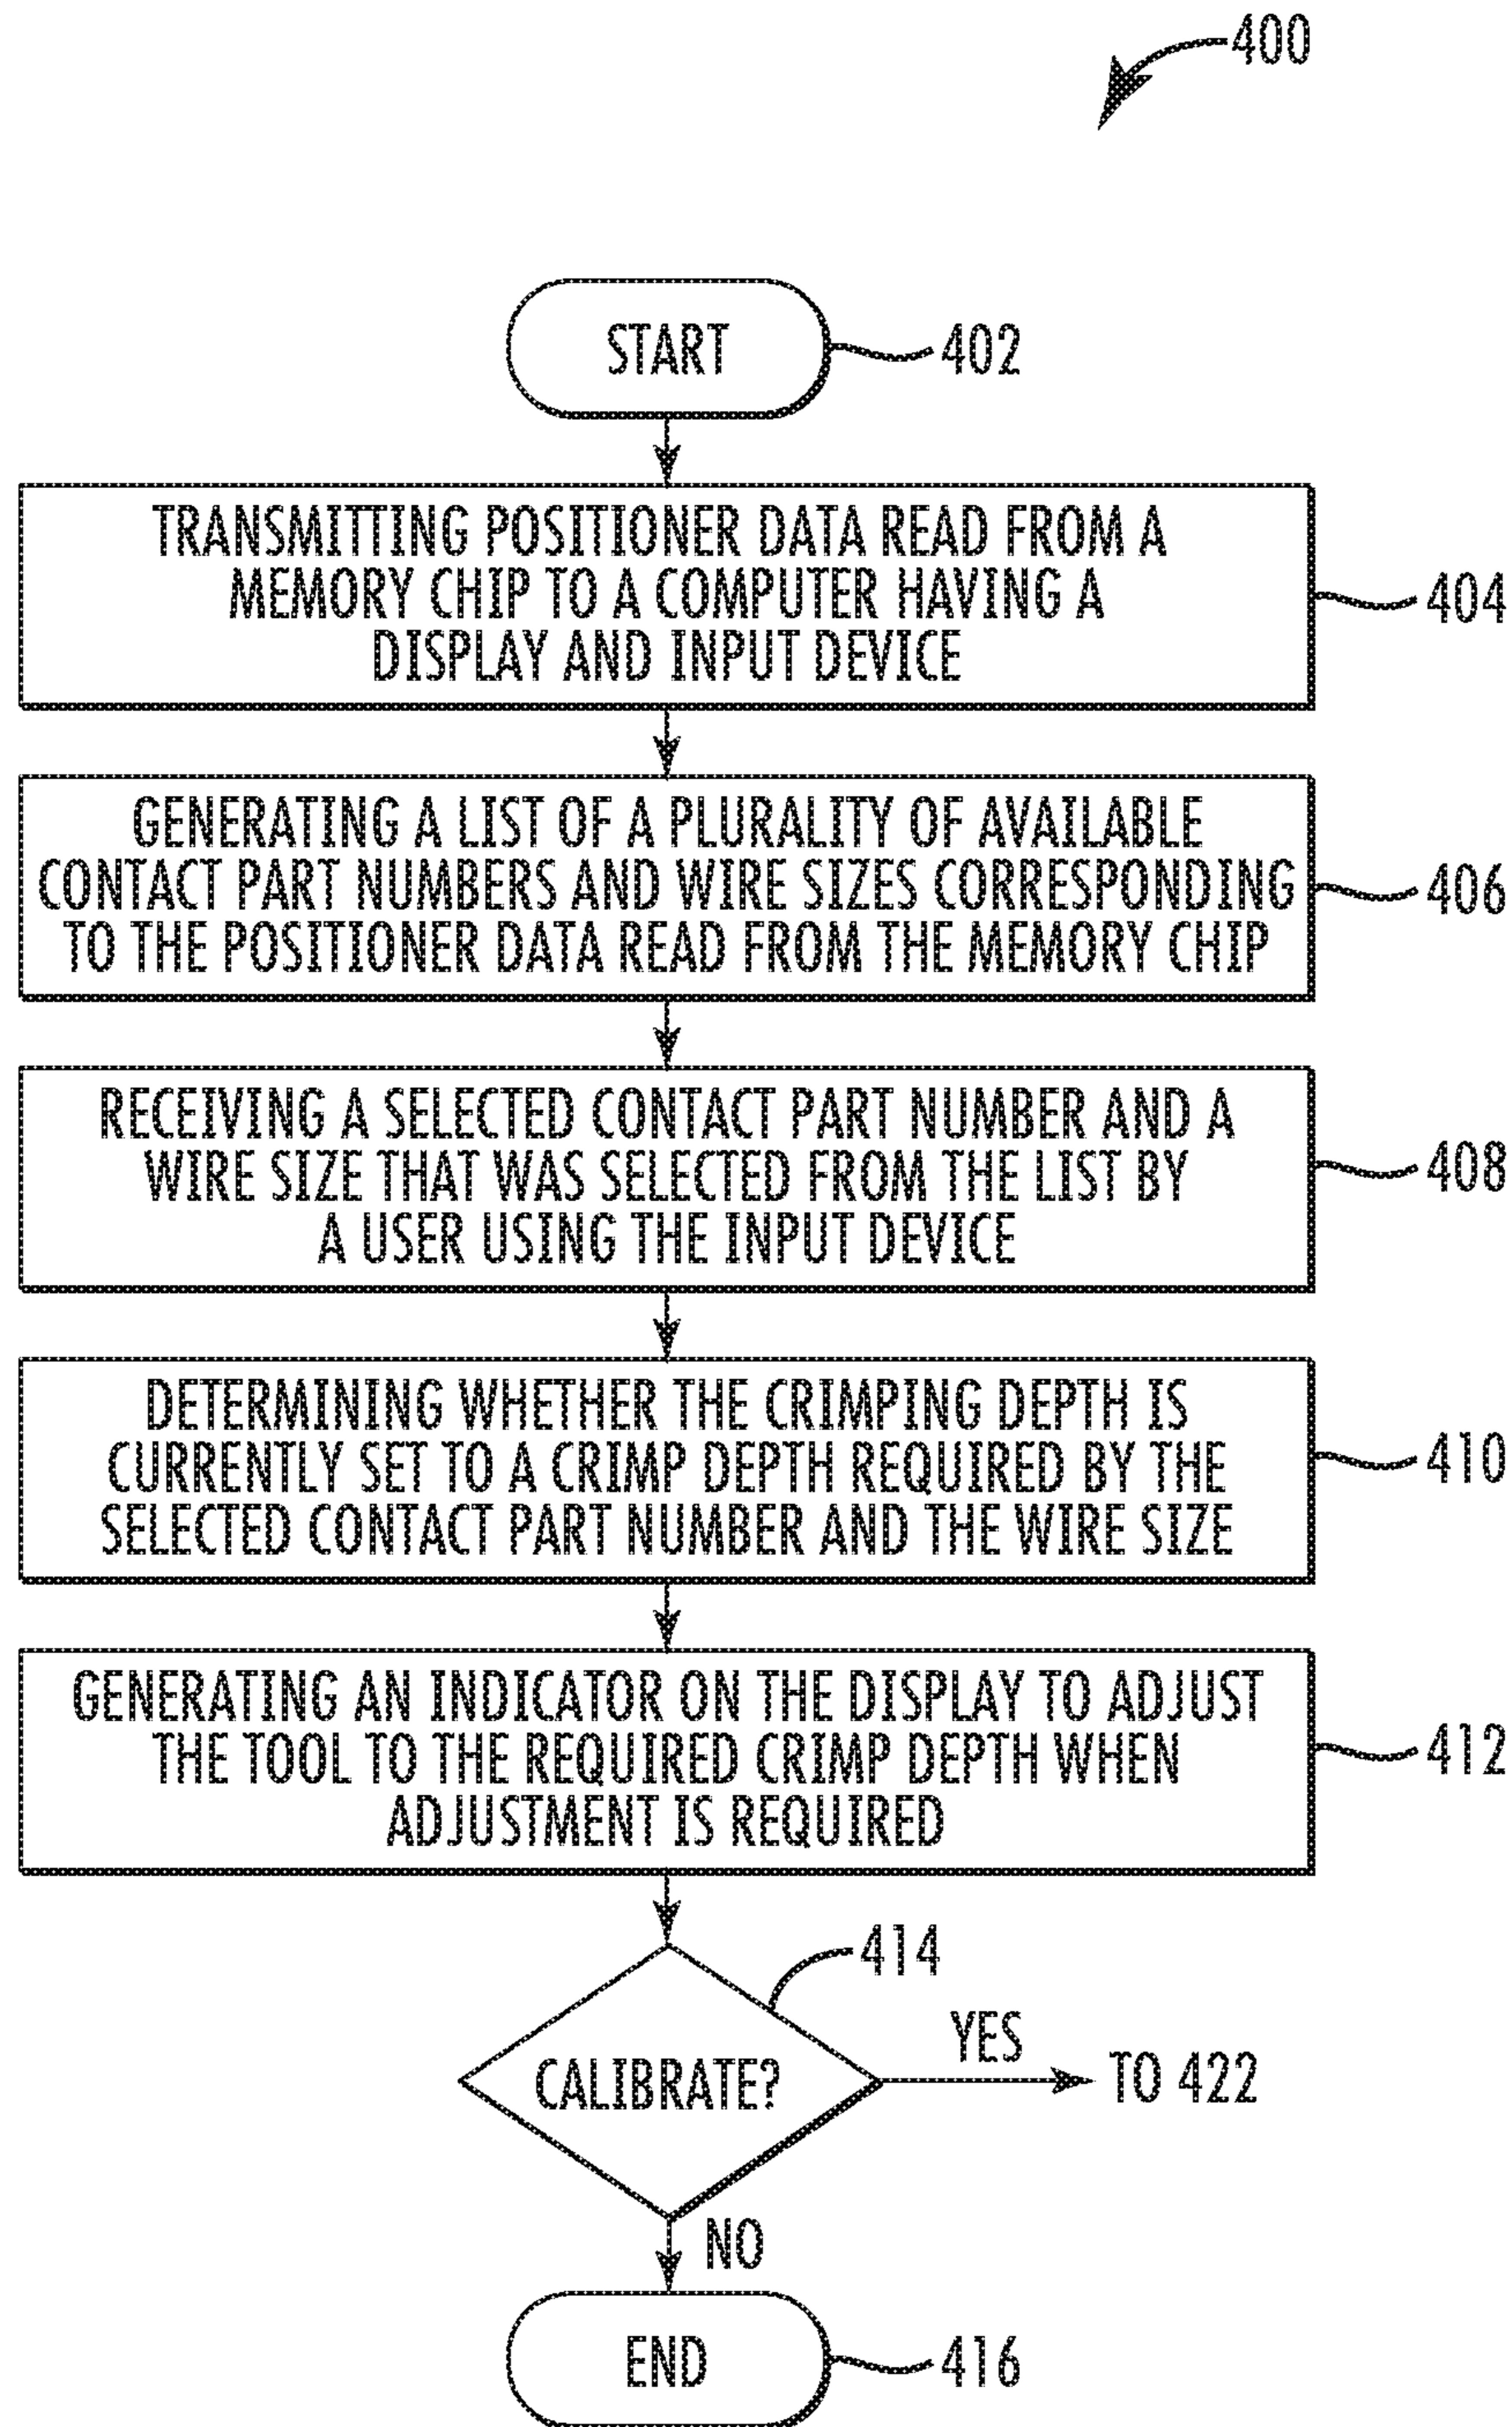 400
START
402
TRANSMITTING POSITIONER DATA READ FROM A
MEMORY CHIP TO A COMPUTER HAVING A
DISPLAY AND INPUT DEVICE
404
GENERATING A LIST OF A PLURALITY OF AVAILABLE
CONTACT PART NUMBERS AND WIRE SIZES CORRESPONDING
TO THE POSITIONER DATA READ FROM THE MEMORY CHIP
406
RECEIVING A SELECTED CONTACT PART NUMBER AND A
WIRE SIZE THAT WAS SELECTED FROM THE LIST BY
A USER USING THE INPUT DEVICE
408
DETERMINING WHETHER THE CRIMPING DEPTH IS
CURRENTLY SET TO A CRIMP DEPTH REQUIRED BY THE
SELECTED CONTACT PART NUMBER AND THE WIRE SIZE
410
GENERATING AN INDICATOR ON THE DISPLAY TO ADJUST
THE TOOL TO THE REQUIRED CRIMP DEPTH WHEN
ADJUSTMENT IS REQUIRED
412
414
CALIBRATE?
YES
TO 422
NO
END
416